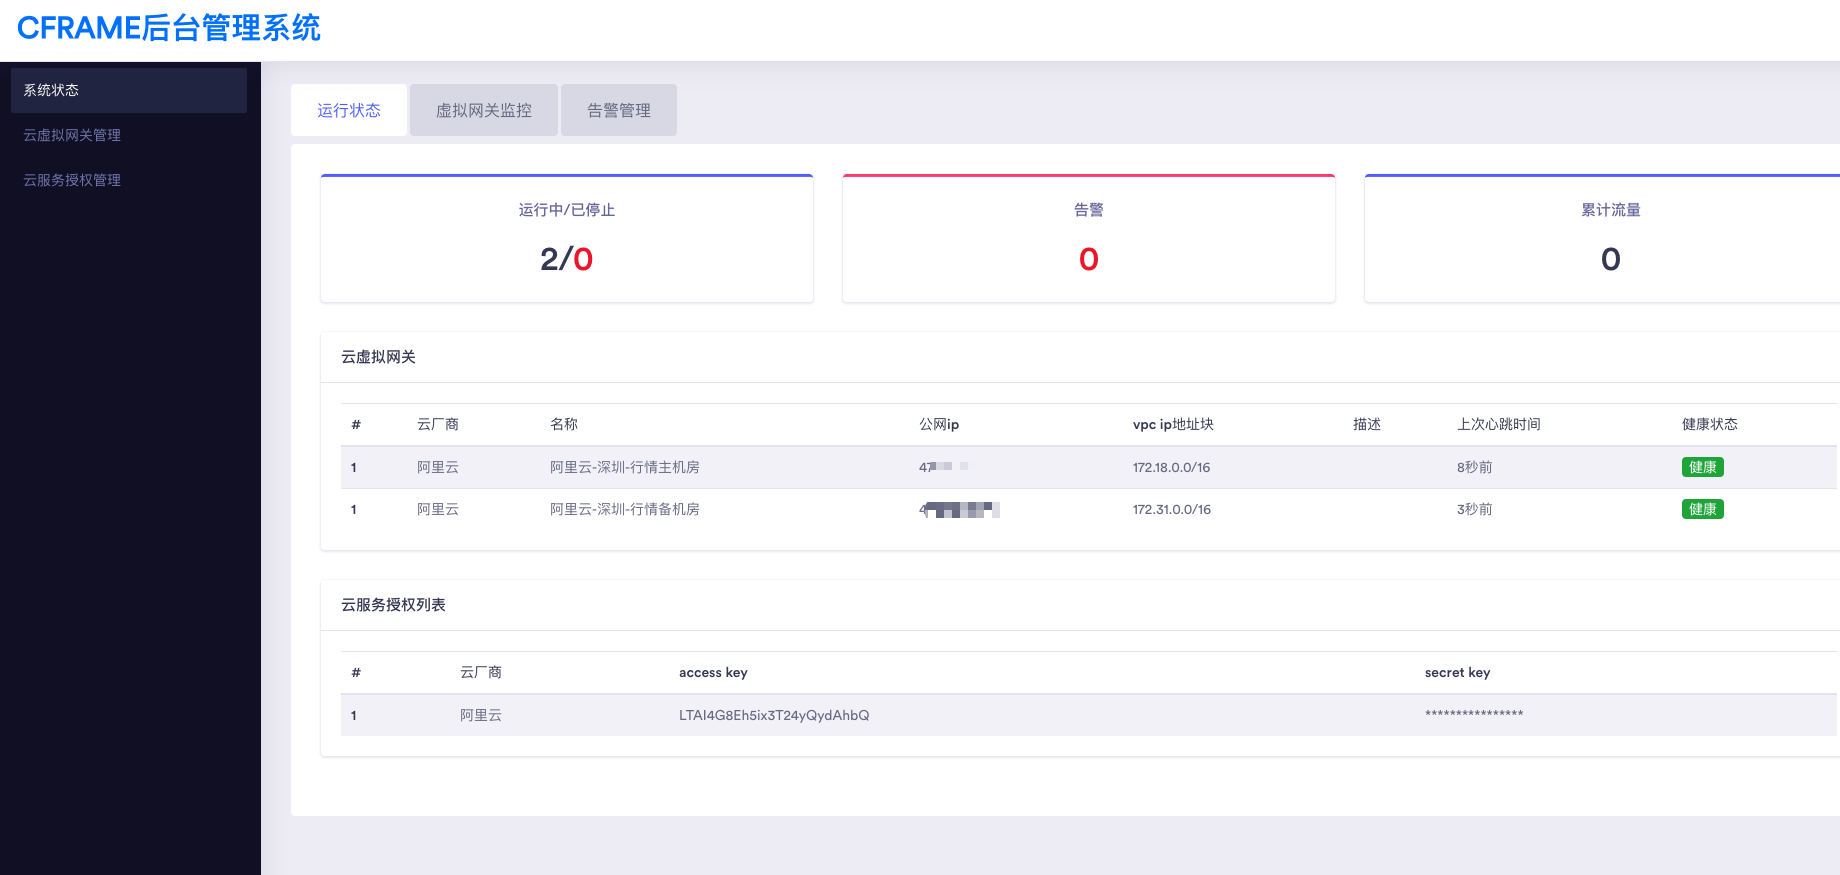 CFRAME后台管理系统
系统状态
云虚拟网关管理
云服务授权管理
运行状态 虚拟网关监控 告警管理
运行中/已停止 告警 累计流量
2/0 0 0
云虚拟网关
# 云厂商 名称 公网ip vpc ip地址块 描述 上次心跳时间 健康状态
1 阿里云 阿里云-深圳-行情主机房 172.18.0.0/16 8秒前 健康
1 阿里云 阿里云-深圳-行情备机房 172.31.0.0/16 3秒前 健康
云服务授权列表
# 云厂商 access key secret key
1 阿里云 LTAI4G8Eh5ix3T24yQydAhbQ ****************